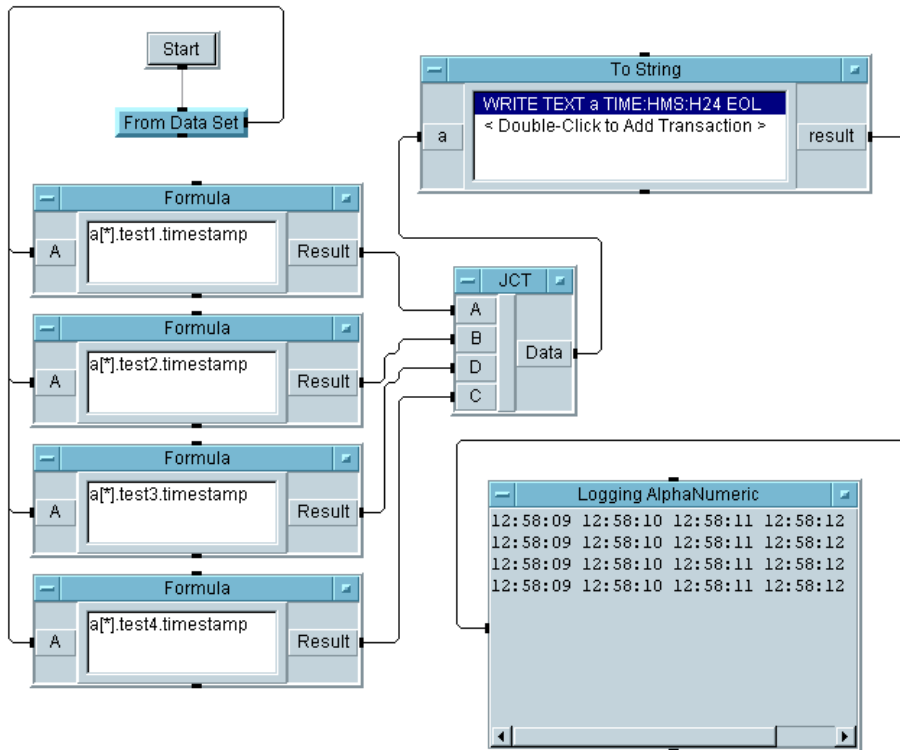 Start
From Data Set
To String
a
WRITE TEXT a TIME:HMS:H24 EOL
< Double-Click to Add Transaction >
result
Formula
A
a[*].test1.timestamp
Result
Formula
A
a[*].test2.timestamp
Result
Formula
A
a[*].test3.timestamp
Result
Formula
A
a[*].test4.timestamp
Result
JCT
A
B
D
C
Data
Logging AlphaNumeric
12:58:09 12:58:10 12:58:11 12:58:12
12:58:09 12:58:10 12:58:11 12:58:12
12:58:09 12:58:10 12:58:11 12:58:12
12:58:09 12:58:10 12:58:11 12:58:12